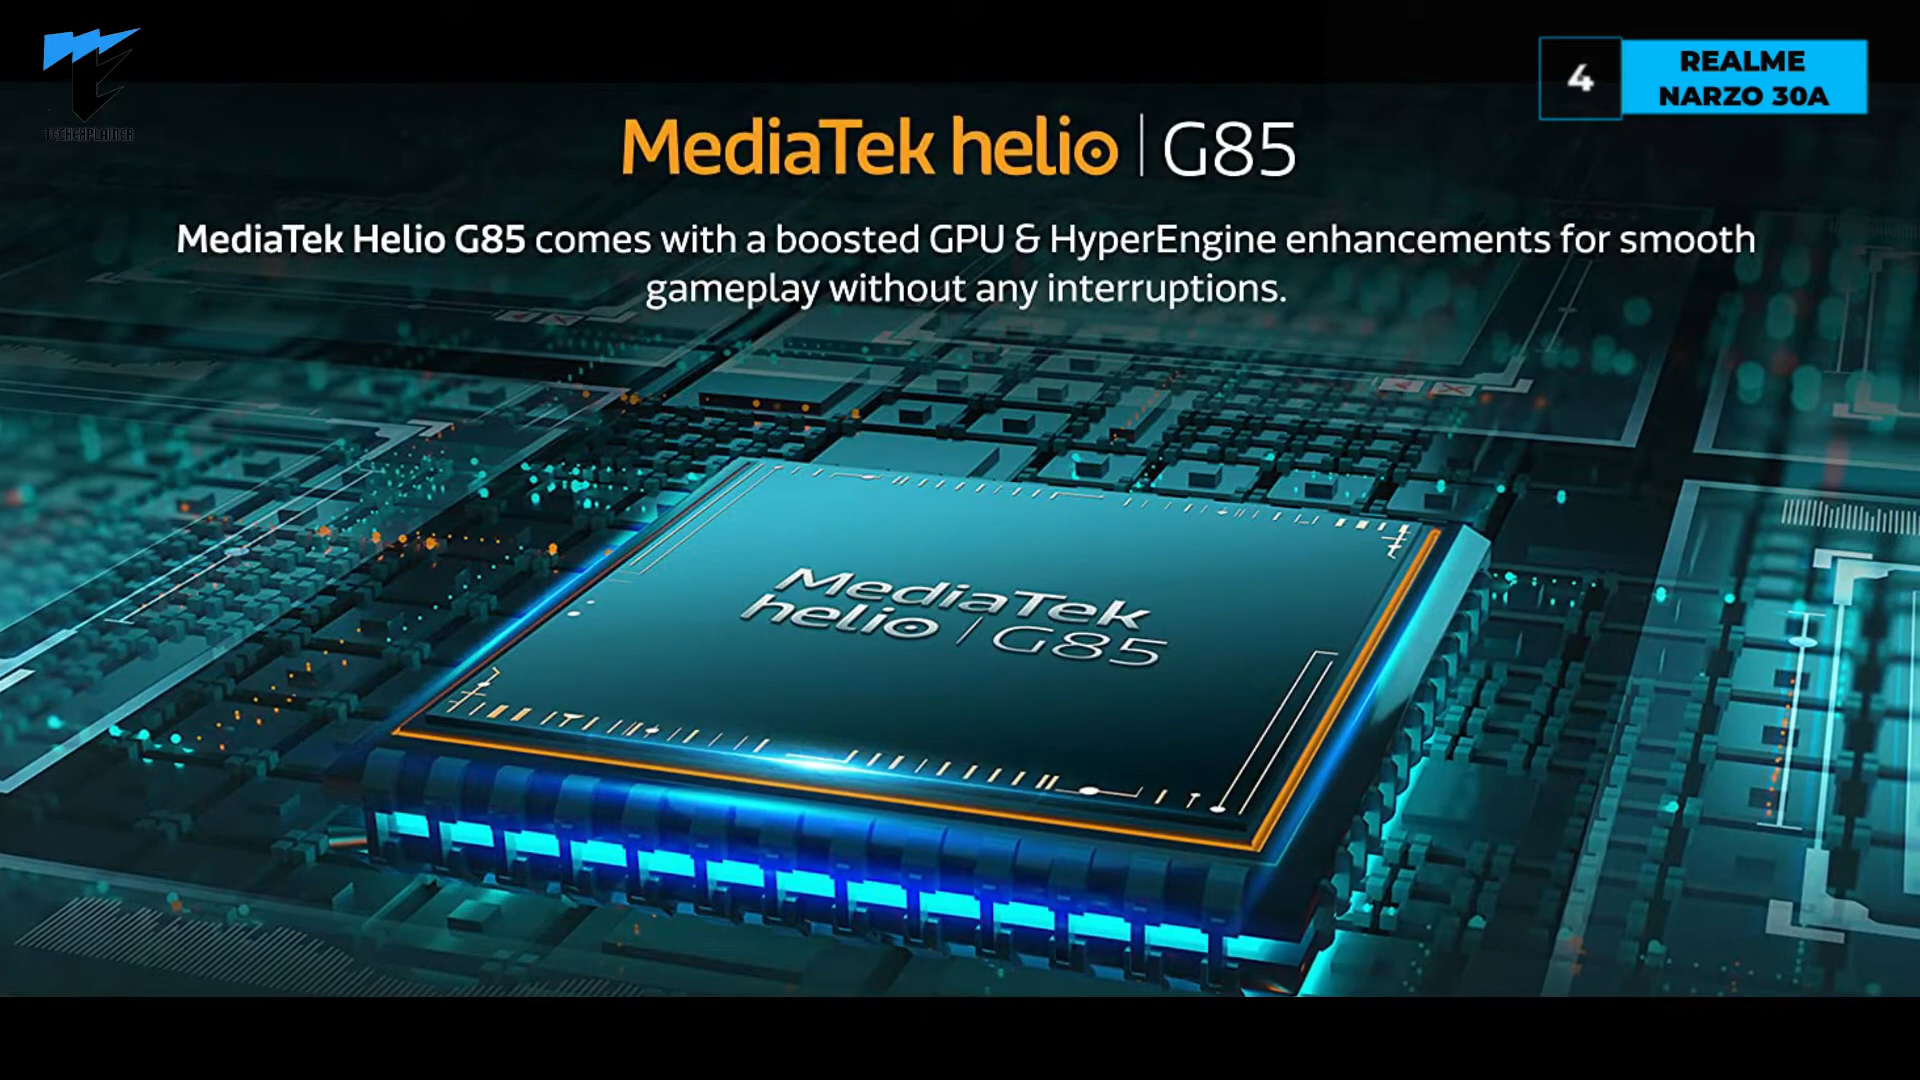 TECHEXPLAINER
4
REALME
NARZO 30A
MediaTek helio | G85
MediaTek Helio G85 comes with a boosted GPU & HyperEngine enhancements for smooth
gameplay without any interruptions.
MediaTek
helio | G85